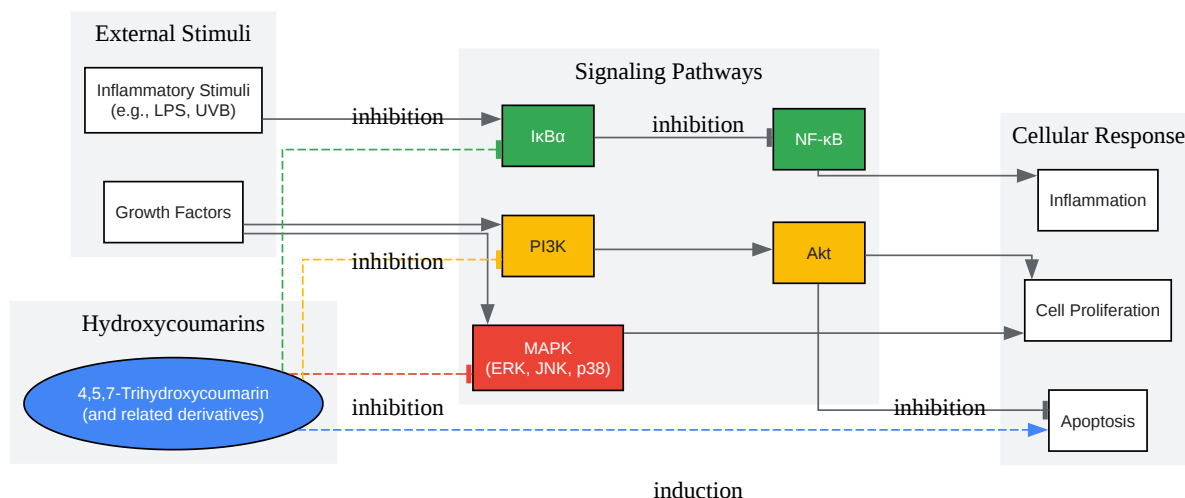 External Stimuli
Inflammatory Stimuli
(e.g., LPS, UVB)
Growth Factors
Hydroxycoumarins
4,5,7-Trihydroxycoumarin
(and related derivatives)
inhibition
inhibition
inhibition
Signaling Pathways
IκBα
inhibition
NF-κB
PI3K
Akt
MAPK
(ERK, JNK, p38)
inhibition
induction
Cellular Response
Inflammation
Cell Proliferation
Apoptosis